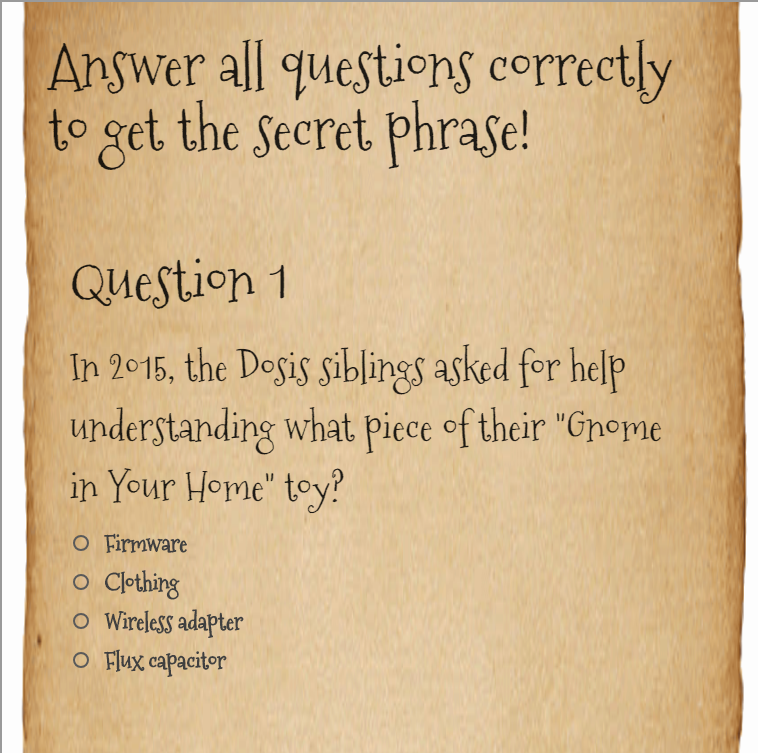 Answer all questions correctly
to get the secret phrase!
Question 1
In 2015, the Dosis siblings asked for help
understanding what piece of their "Gnome
in Your Home" toy?
Firmware
Clothing
Wireless adapter
Flux capacitor